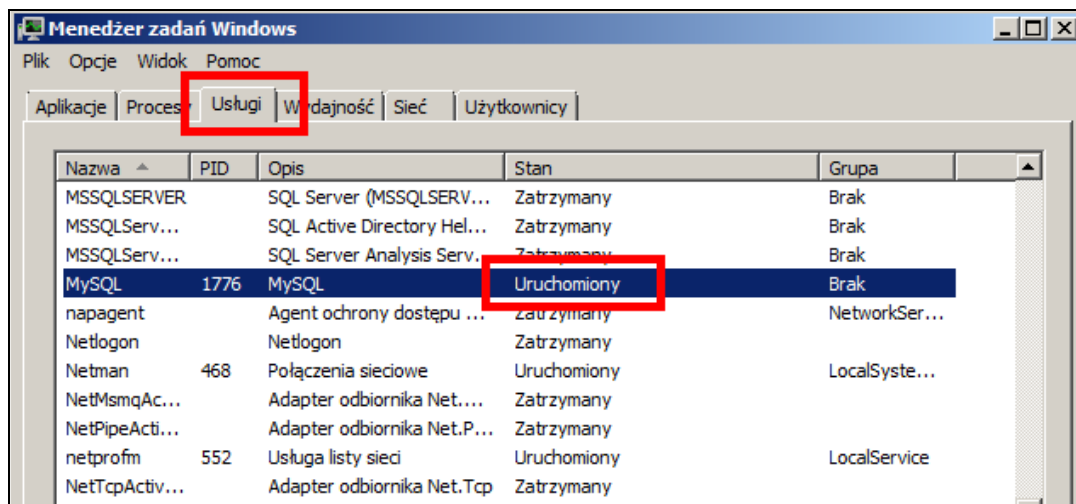 Menedżer zadań Windows
Plik Opcje Widok Pomoc
Aplikacje Procesy Usługi Wydajność Sieć Użytkownicy
Nazwa PID Opis Stan Grupa
MSSQLSERVER SQL Server (MSSQLSERV... Zatrzymany Brak
MSSQLServ... SQL Active Directory Hel... Zatrzymany Brak
MSSQLServ... SQL Server Analysis Serv... Zatrzymany Brak
MySQL 1776 MySQL Uruchomiony Brak
napagent Agent ochrony dostępu ... Zatrzymany NetworkSer...
Netlogon Netlogon Zatrzymany
Netman 468 Połączenia sieciowe Uruchomiony LocalSyste...
NetMsmqAc... Adapter odbiornika Net.... Zatrzymany
NetPipeActi... Adapter odbiornika Net.P... Zatrzymany
netprofm 552 Usługa listy sieci Uruchomiony LocalService
NetTcpActiv... Adapter odbiornika Net.Tcp Zatrzymany